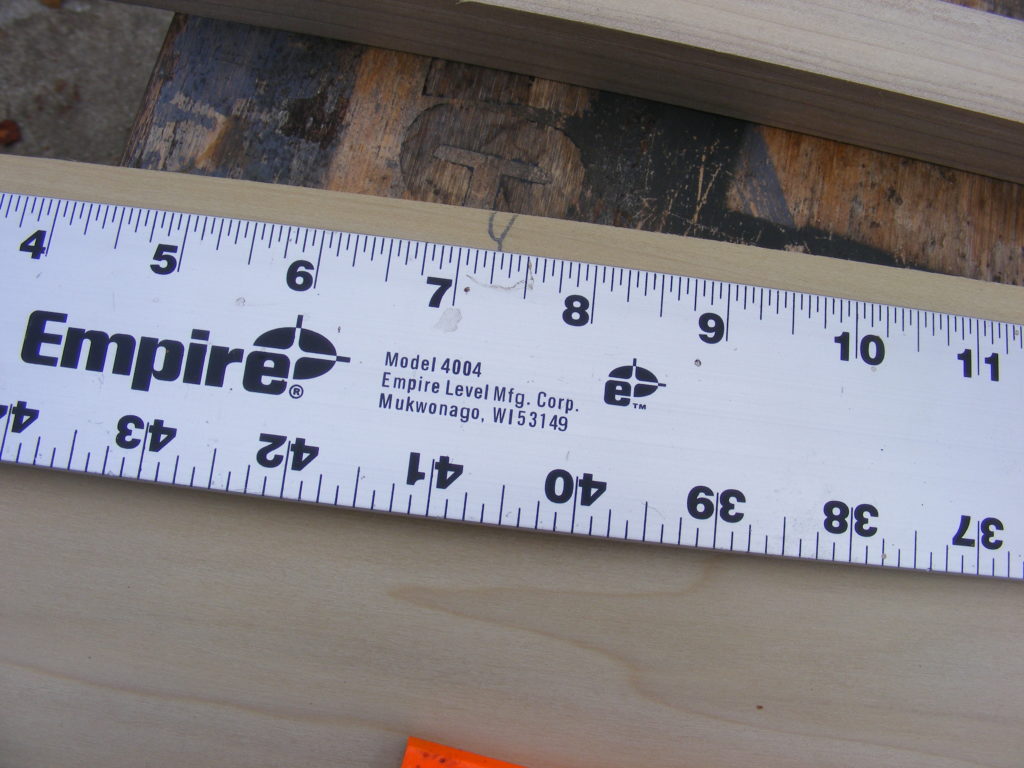 4 5 6 7 8 9 10 11
Empire®
Model 4004
Empire Level Mfg. Corp.
Mukwonago, WI 53149
e™
44 43 42 41 40 39 38 37